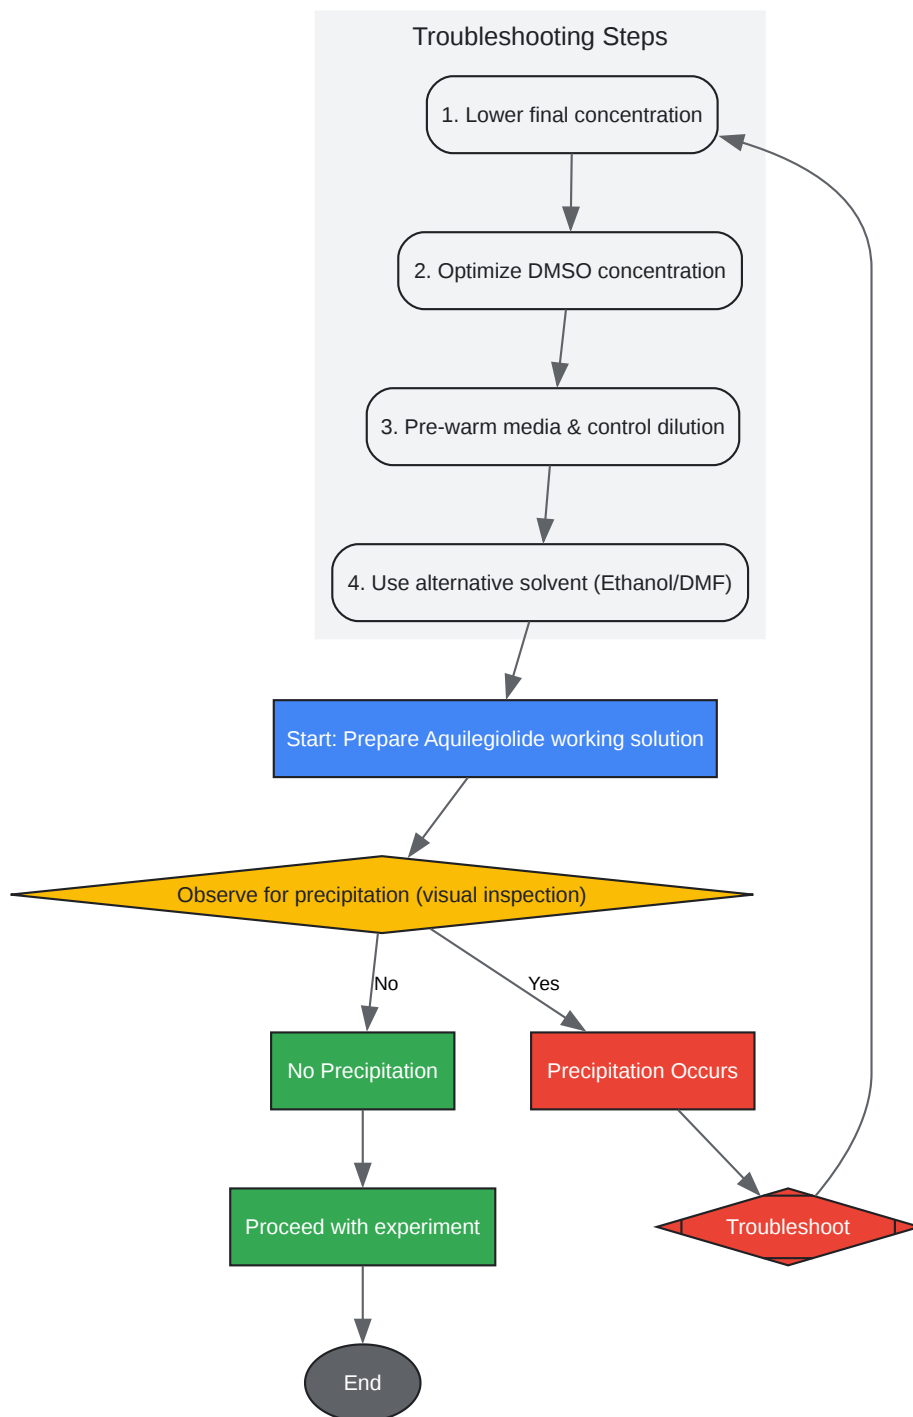 Troubleshooting Steps
1. Lower final concentration
2. Optimize DMSO concentration
3. Pre-warm media & control dilution
4. Use alternative solvent (Ethanol/DMF)
Start: Prepare Aquilegiolide working solution
Observe for precipitation (visual inspection)
No
Yes
No Precipitation
Precipitation Occurs
Proceed with experiment
Troubleshoot
End